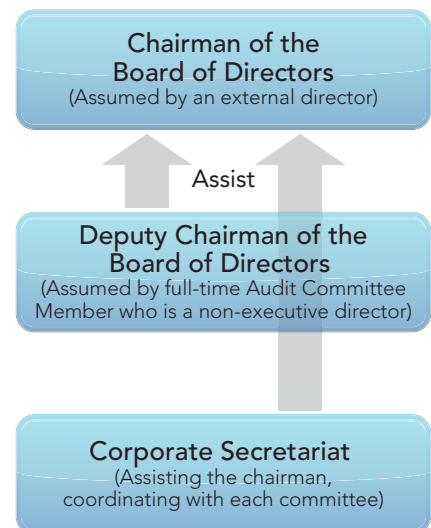 Chairman of the
Board of Directors
(Assumed by an external director)
Assist
Deputy Chairman of the
Board of Directors
(Assumed by full-time Audit Committee
Member who is a non-executive director)
Corporate Secretariat
(Assisting the chairman,
coordinating with each committee)